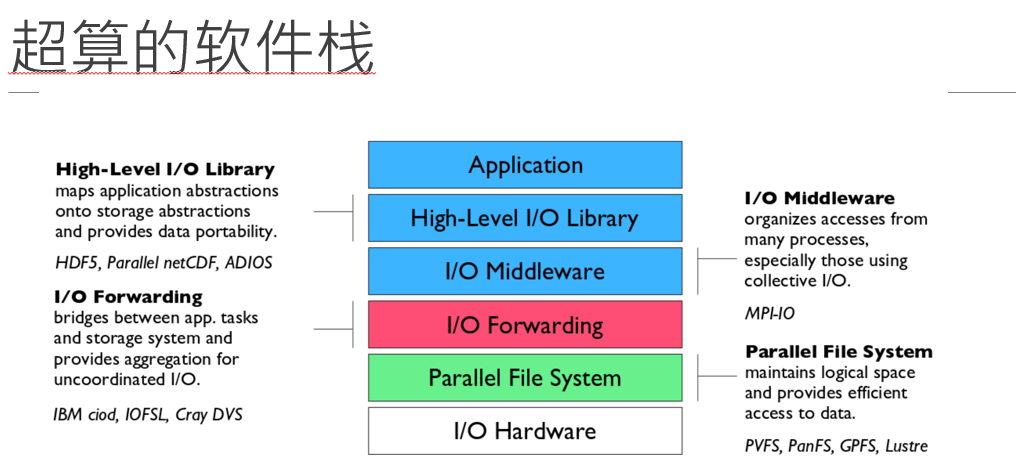 超算的软件栈
High-Level I/O Library
maps application abstractions
onto storage abstractions
and provides data portability.
HDF5, Parallel netCDF, ADIOS
I/O Forwarding
bridges between app. tasks
and storage system and
provides aggregation for
uncoordinated I/O.
IBM ciod, IOFSL, Cray DVS
Application
High-Level I/O Library
I/O Middleware
I/O Forwarding
Parallel File System
I/O Hardware
I/O Middleware
organizes accesses from
many processes,
especially those using
collective I/O.
MPI-IO
Parallel File System
maintains logical space
and provides efficient
access to data.
PVFS, PanFS, GPFS, Lustre